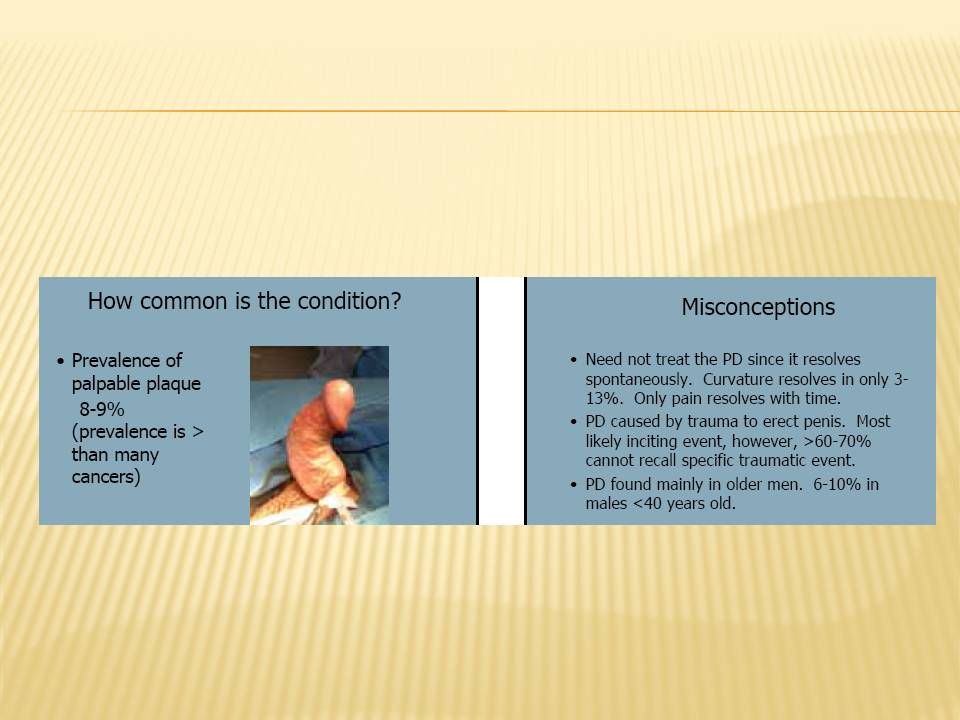 How common is the condition?
• Prevalence of
palpable plaque
8-9%
(prevalence is >
than many
cancers)
Misconceptions
• Need not treat the PD since it resolves
spontaneously. Curvature resolves in only 3-
13%. Only pain resolves with time.
• PD caused by trauma to erect penis. Most
likely inciting event, however, >60-70%
cannot recall specific traumatic event.
• PD found mainly in older men. 6-10% in
males <40 years old.